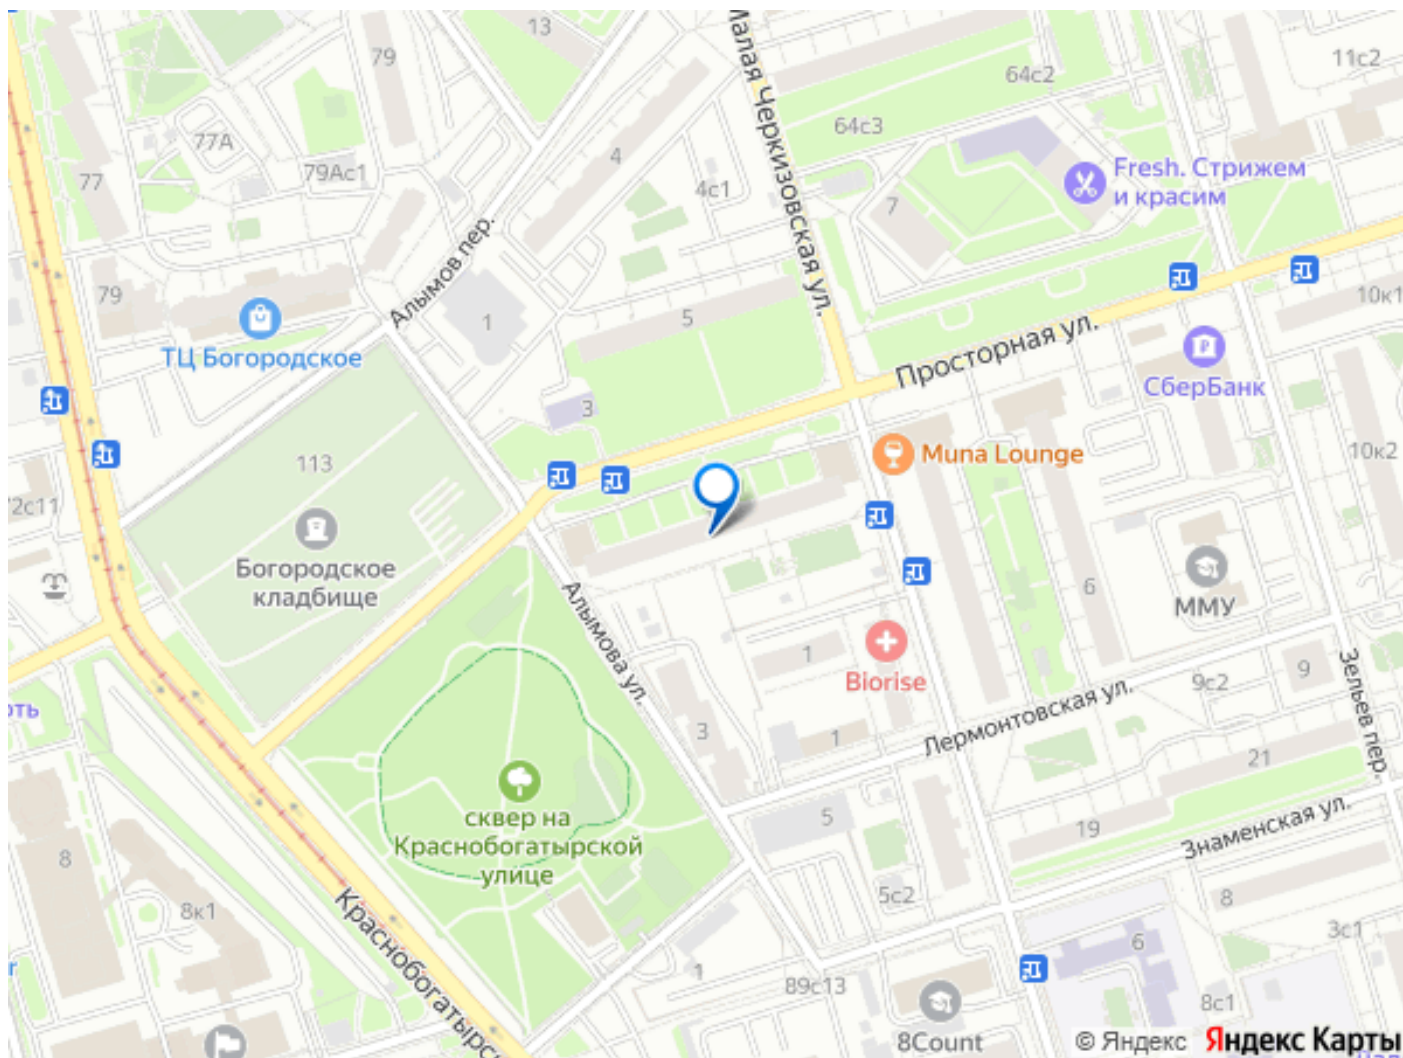 13
79
11с2
64с2
Малая Черкизовская ул.
64с3
77А
4
79Ас1
Fresh. Стрижем
и красим
77
4с1
7
Алымов пер.
79
10к1
1
5
Просторная ул.
ТЦ Богородское
СберБанк
3
113
Muna Lounge
10к2
2с11
Богородское
кладбище
Алымова ул.
6
ММУ
1
Biorise
9
9с2
Зельев пер.
Лермонтовская ул.
3
1
21
сквер на
Краснобогатырской
улице
5
19
Знаменская ул.
8
8к1
5с2
8
Краснобогатырс
6
3с1
1
89с13
8с1
8Count
© Яндекс Яндекс Карты